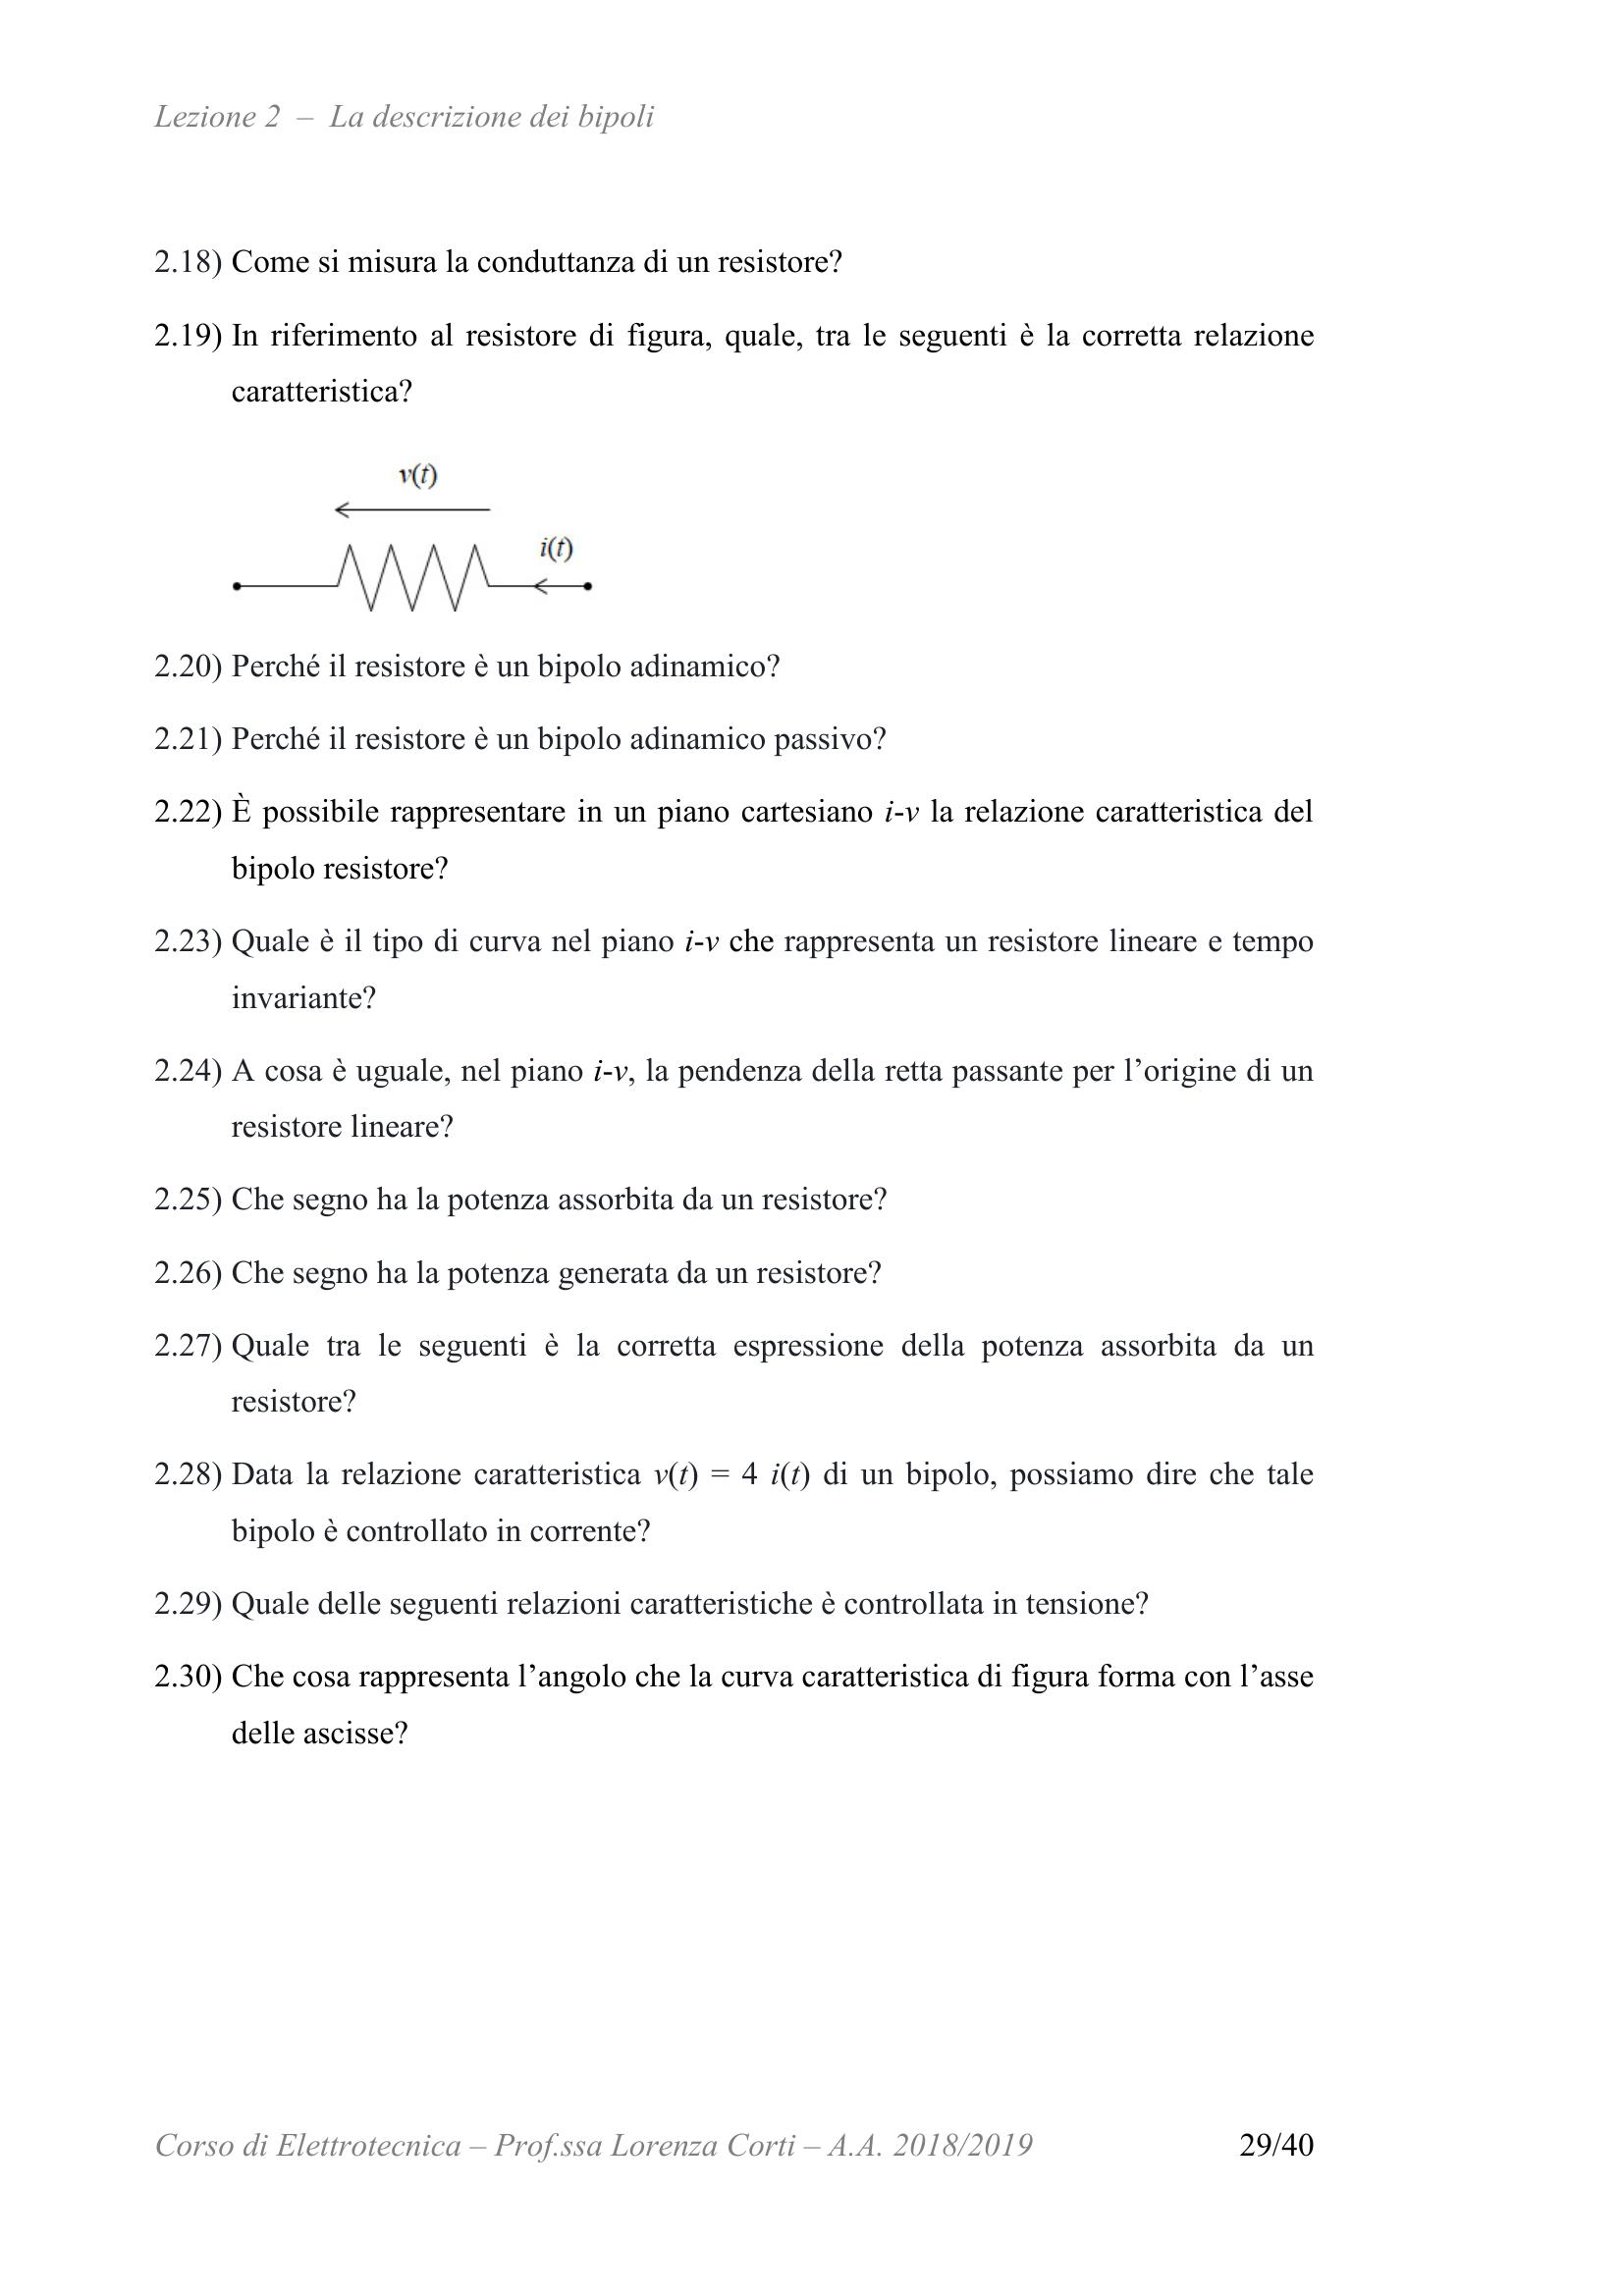 Lezione 2 – La descrizione dei bipoli
2.18) Come si misura la conduttanza di un resistore?
2.19) In riferimento al resistore di figura, quale, tra le seguenti è la corretta relazione
caratteristica?
v(t)
i(t)
2.20) Perché il resistore è un bipolo adinamico?
2.21) Perché il resistore è un bipolo adinamico passivo?
2.22) È possibile rappresentare in un piano cartesiano i-v la relazione caratteristica del
bipolo resistore?
2.23) Quale è il tipo di curva nel piano i-v che rappresenta un resistore lineare e tempo
invariante?
2.24) A cosa è uguale, nel piano i-v, la pendenza della retta passante per l’origine di un
resistore lineare?
2.25) Che segno ha la potenza assorbita da un resistore?
2.26) Che segno ha la potenza generata da un resistore?
2.27) Quale tra le seguenti è la corretta espressione della potenza assorbita da un
resistore?
2.28) Data la relazione caratteristica v(t) = 4 i(t) di un bipolo, possiamo dire che tale
bipolo è controllato in corrente?
2.29) Quale delle seguenti relazioni caratteristiche è controllata in tensione?
2.30) Che cosa rappresenta l’angolo che la curva caratteristica di figura forma con l’asse
delle ascisse?
Corso di Elettrotecnica – Prof.ssa Lorenza Corti – A.A. 2018/2019 29/40